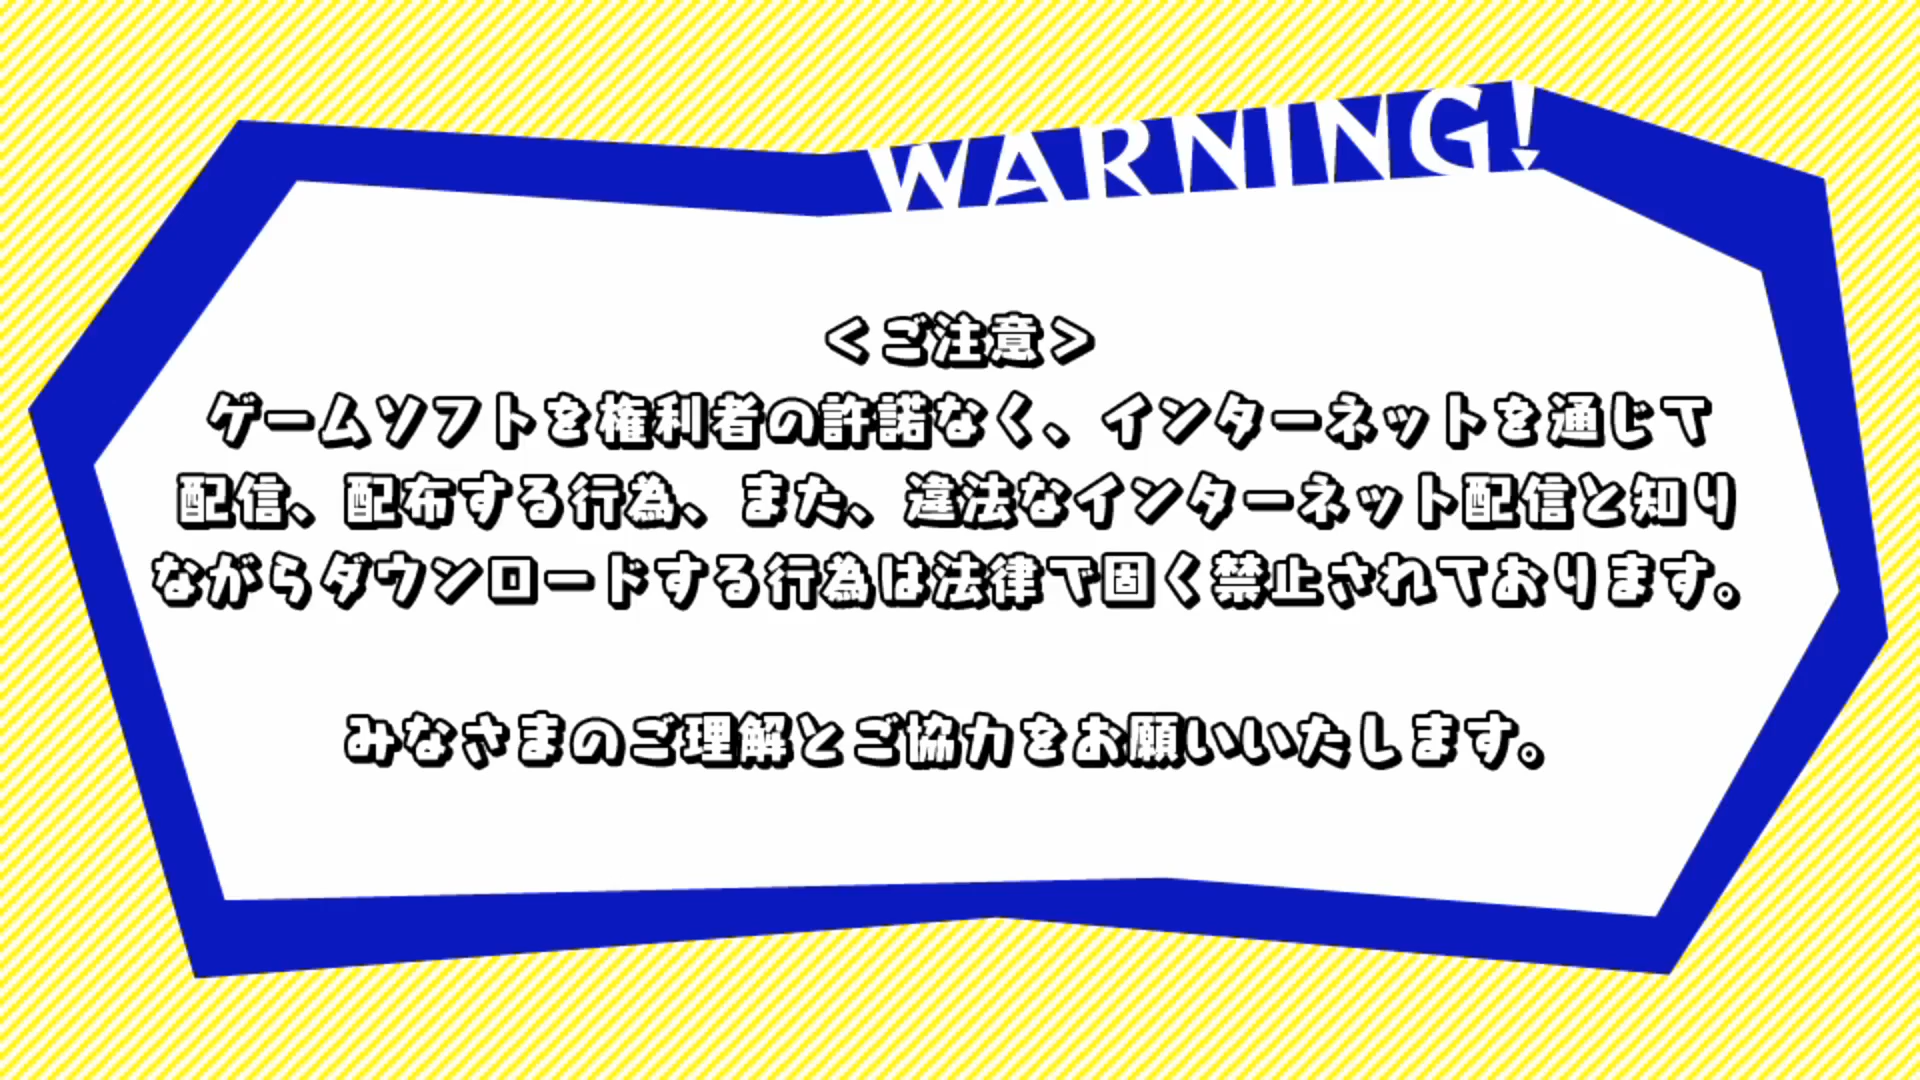 WARNING!
＜ご注意＞
ゲームソフトを権利者の許諾なく、インターネットを通じて
配信、配布する行為、また、違法なインターネット配信と知り
ながらダウンロードする行為は法律で固く禁止されております。
みなさまのご理解とご協力をお願いいたします。